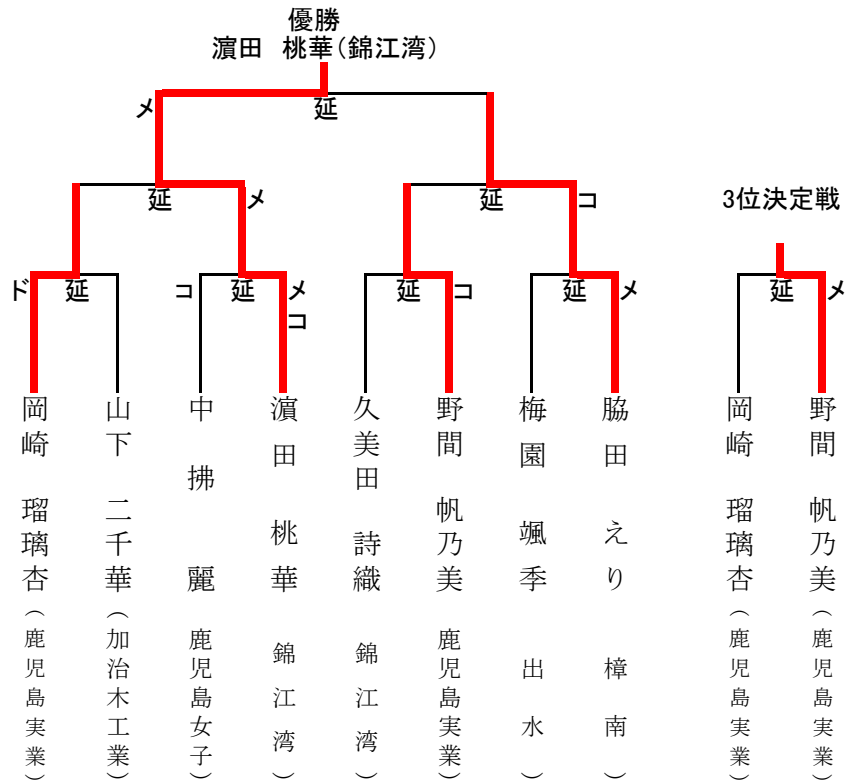 優勝
濵田　桃華（錦江湾）
メ
延
延
メ
延
コ
3位決定戦
ド
延
コ
延
メ
コ
延
コ
延
メ
延
メ
岡崎　瑠璃杏（鹿児島実業）
山下　二千華（加治木工業）
中　拂　麗　鹿児島女子）
濵田　桃華　錦江湾　）
久美田　詩織　錦江湾　）
野間　帆乃美　鹿児島実業）
梅園　颯季　出水　）
脇田　えり　樟南　）
岡崎　瑠璃杏（鹿児島実業）
野間　帆乃美（鹿児島実業）